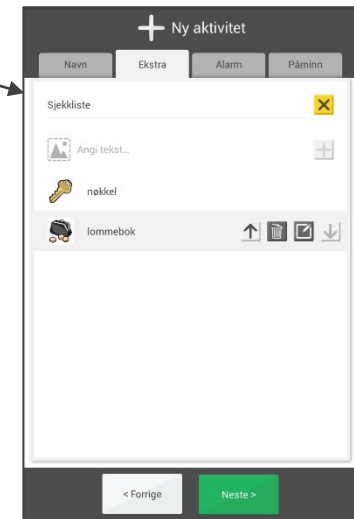 Ny aktivitet
Navn Ekstra Alarm Påminn
Sjekkliste
Angi tekst...
nøkkel
lommebok
< Forrige Neste >